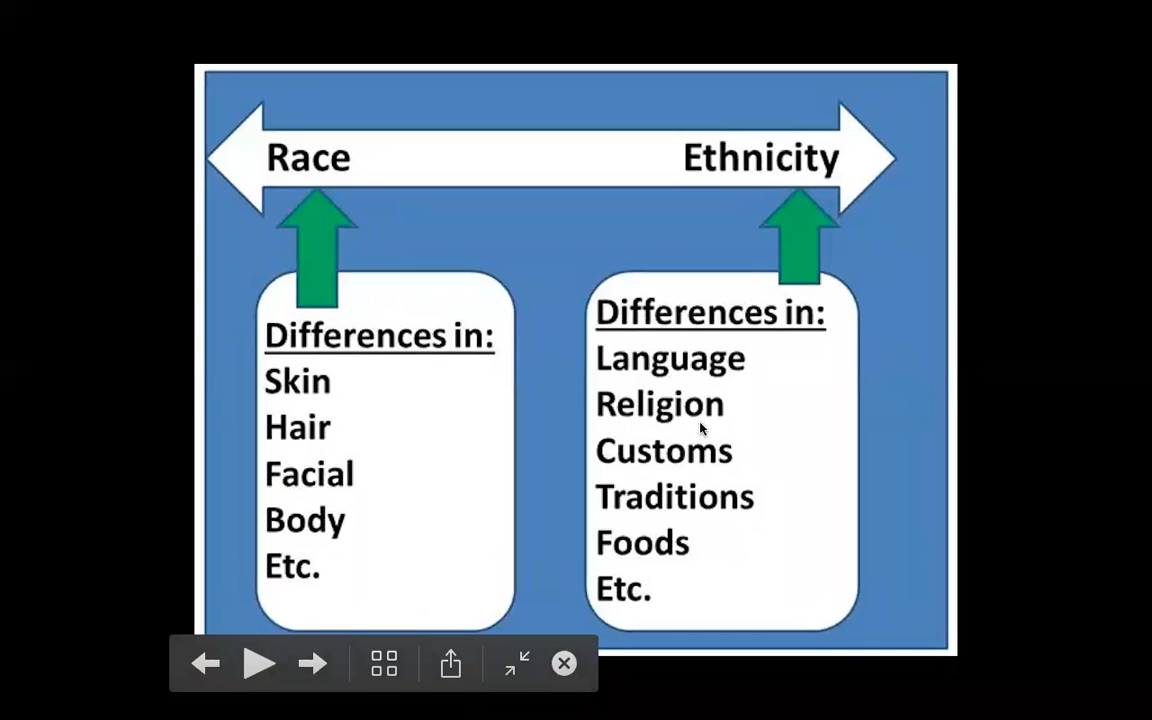 Race
Ethnicity
Differences in:
Skin
Hair
Facial
Body
Etc.
Differences in:
Language
Religion
Customs
Traditions
Foods
Etc.